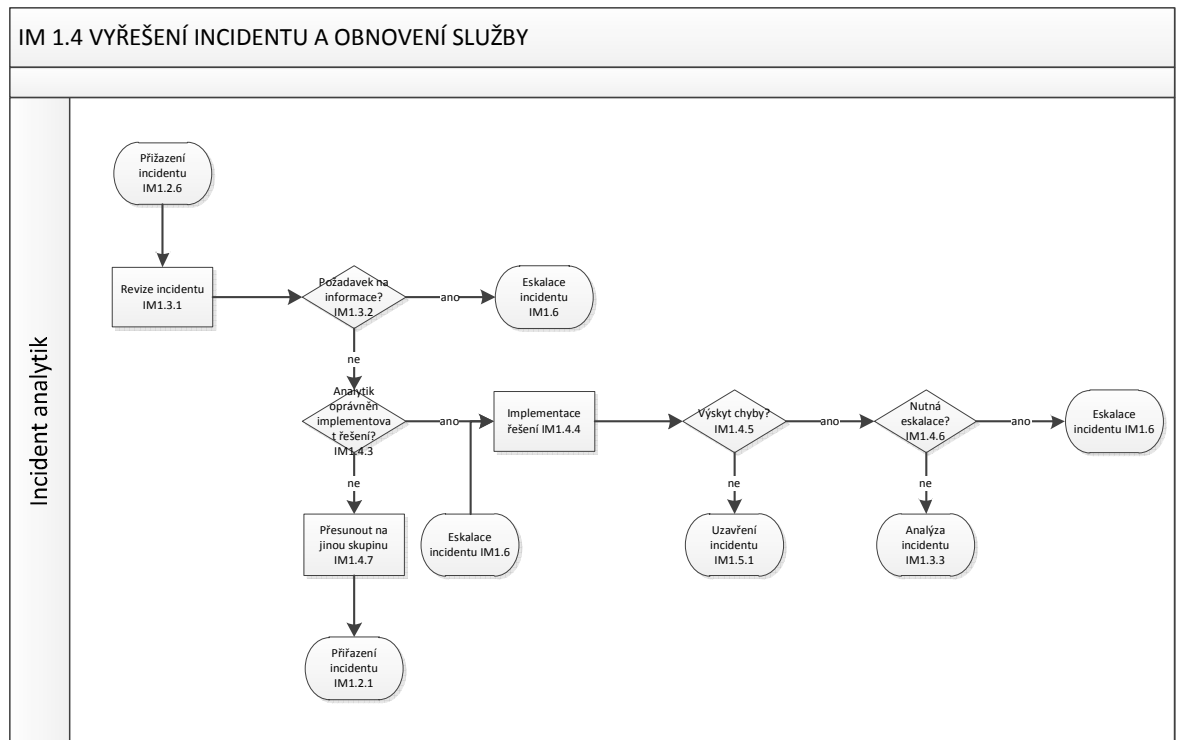 IM 1.4 VYŘEŠENÍ INCIDENTU A OBNOVENÍ SLUŽBY
Incident analytik
Přižazení
incidentu
IM1.2.6
Revize incidentu
IM1.3.1
Požadavek na
informace?
IM1.3.2
ano
Eskalace
incidentu
IM1.6
ne
Analytik
oprávněn
implementova
t řešení?
IM1.4.3
ano
Implementace
řešení IM1.4.4
Výskyt chyby?
IM1.4.5
ano
Nutná
eskalace?
IM1.4.6
ano
Eskalace
incidentu IM1.6
ne
ne
ne
Přesunout na
jinou skupinu
IM1.4.7
Eskalace
incidentu IM1.6
Uzavření
incidentu
IM1.5.1
Analýza
incidentu
IM1.3.3
Přiřazení
incidentu
IM1.2.1